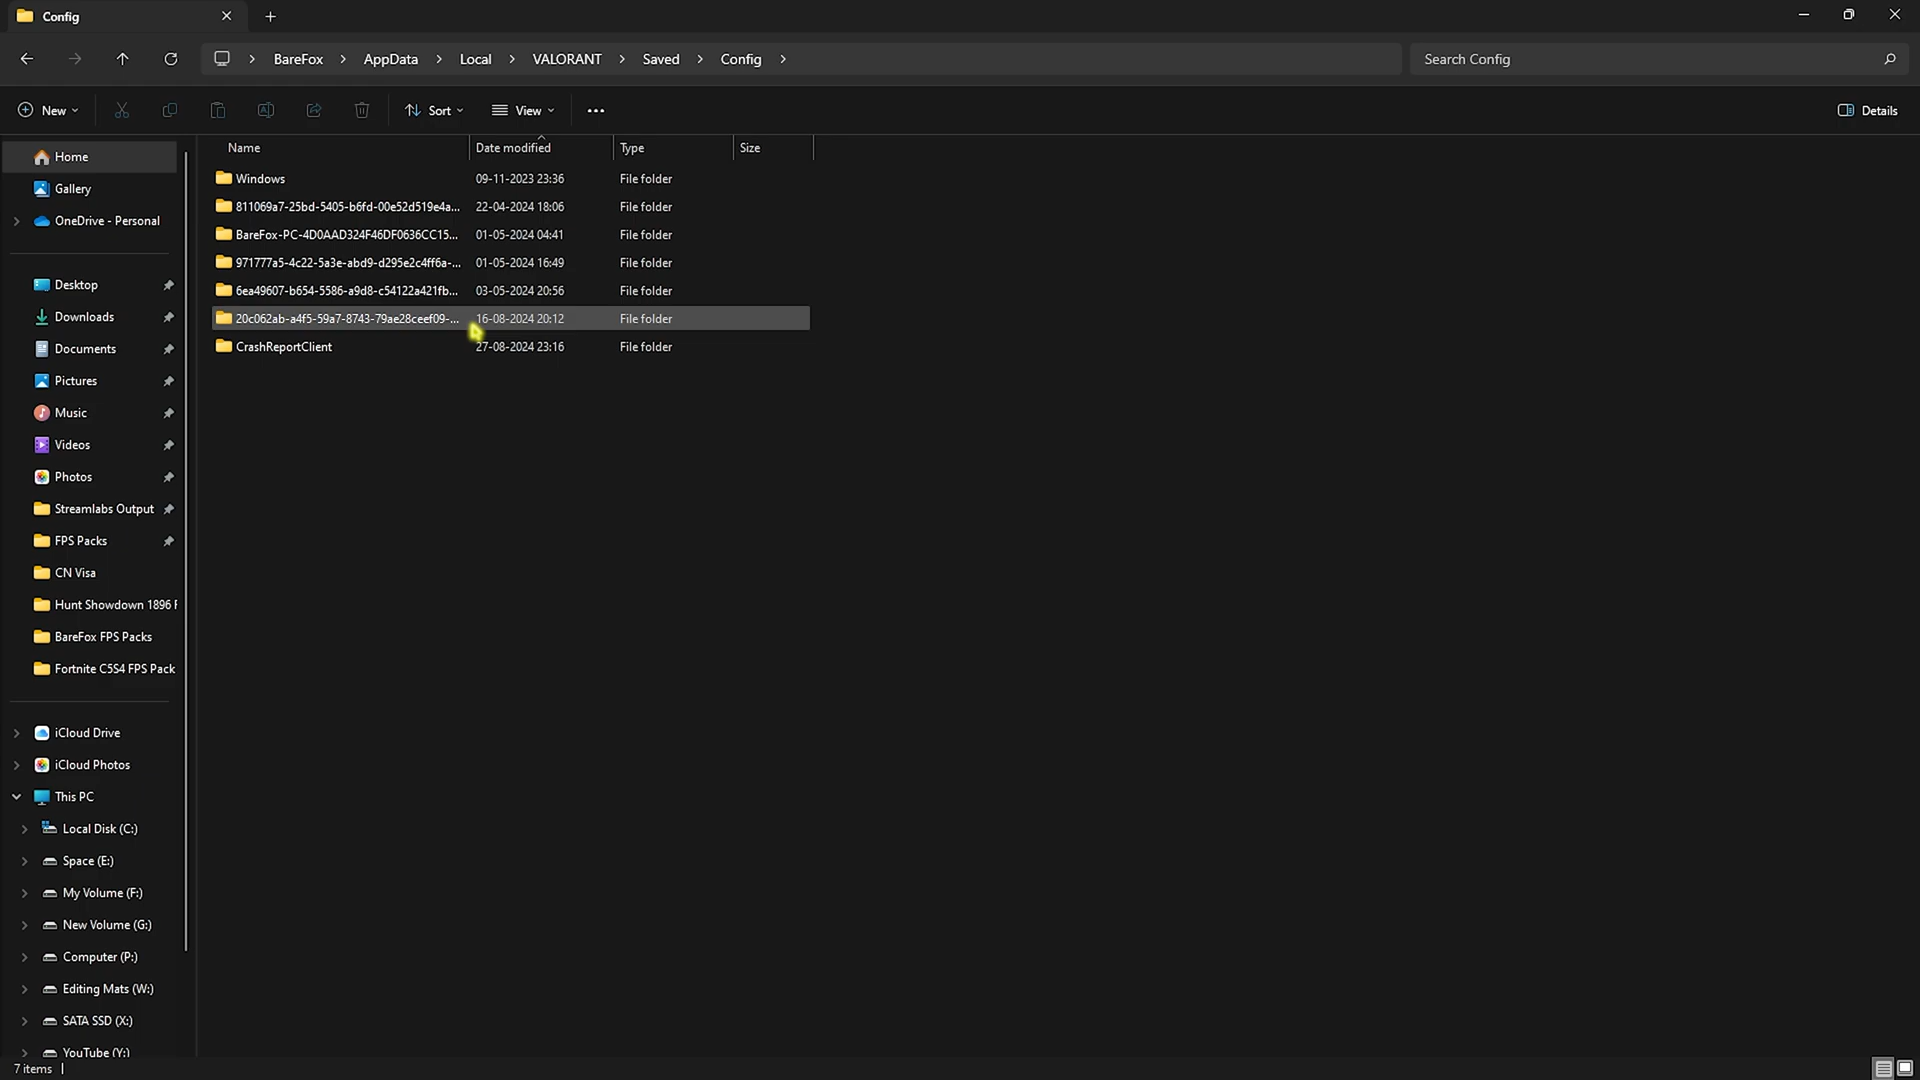 Config
BareFox > AppData > Local > VALORANT > Saved > Config >
Search Config
New
Sort
View
Details
Name Date modified Type Size
Windows 09-11-2023 23:36 File folder
811069a7-25bd-5405-b6fd-00e52d519e4a... 22-04-2024 18:06 File folder
BareFox-PC-4D0AAD324F46DF0636CC15... 01-05-2024 04:41 File folder
971777a5-4c22-5a3e-abd9-d295e2c4ff6a-... 01-05-2024 16:49 File folder
6ea49607-b654-5586-a9d8-c54122a421fb... 03-05-2024 20:56 File folder
20c062ab-a4f5-59a7-8743-79ae28ceef09-... 16-08-2024 20:12 File folder
CrashReportClient 27-08-2024 23:16 File folder
Home
Gallery
OneDrive - Personal
Desktop
Downloads
Documents
Pictures
Music
Videos
Photos
Streamlabs Output
FPS Packs
CN Visa
Hunt Showdown 1896 F
BareFox FPS Packs
Fortnite C5S4 FPS Pack
iCloud Drive
iCloud Photos
This PC
Local Disk (C:)
Space (E:)
My Volume (F:)
New Volume (G:)
Computer (P:)
Editing Mats (W:)
SATA SSD (X:)
YouTube (Y:)
7 items